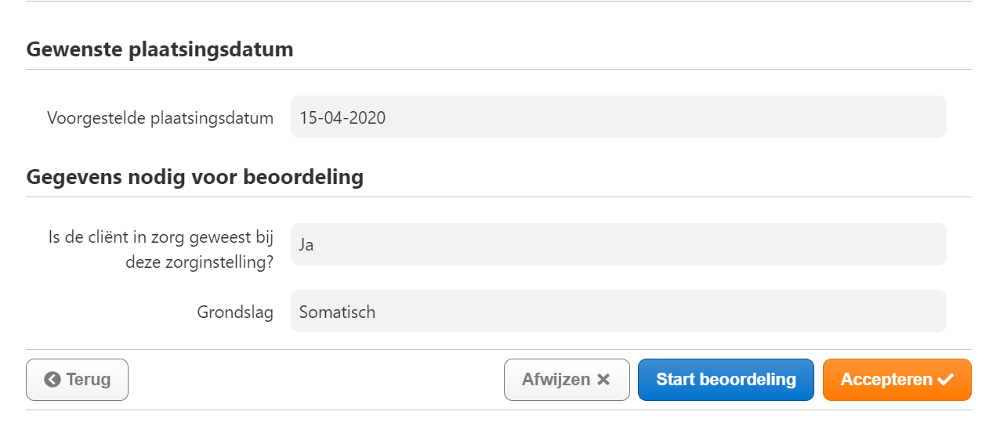 Gewenste plaatsingsdatum
Voorgestelde plaatsingsdatum 15-04-2020
Gegevens nodig voor beoordeling
Is de cliënt in zorg geweest bij
deze zorginstelling? Ja
Grondslag Somatisch
Terug Afwijzen Start beoordeling Accepteren